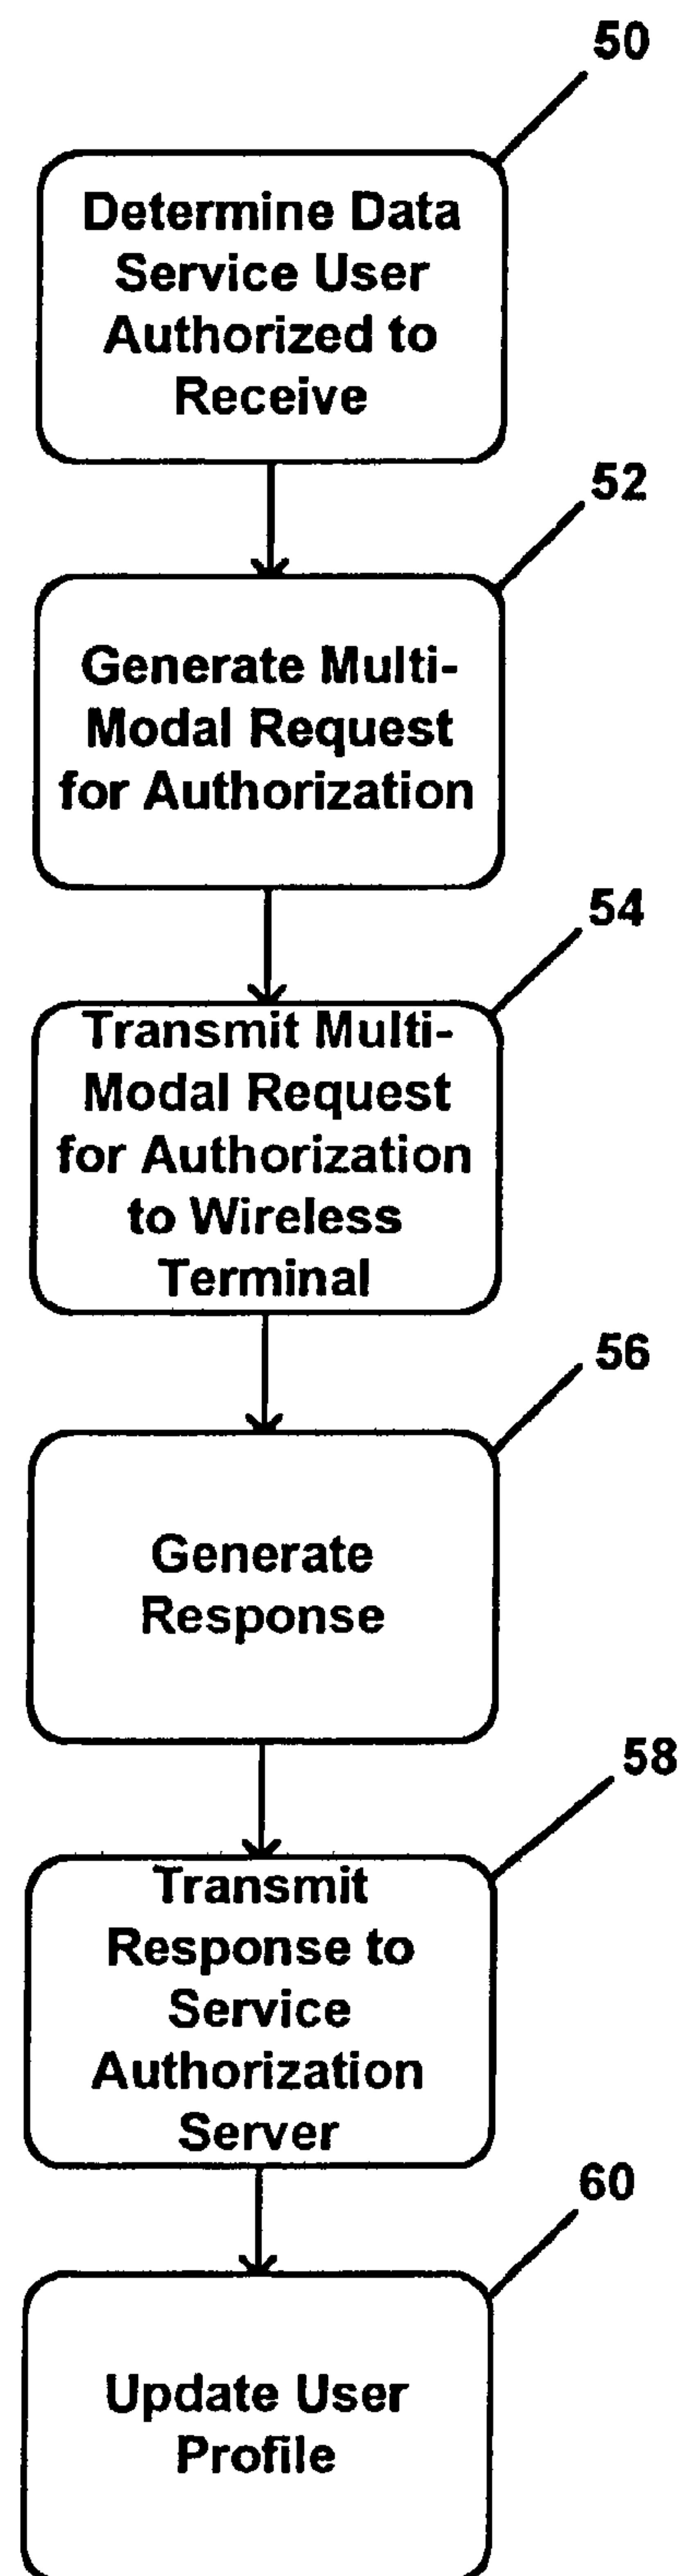 50
Determine Data
Service User
Authorized to
Receive
52
Generate Multi-
Modal Request
for Authorization
54
Transmit Multi-
Modal Request
for Authorization
to Wireless
Terminal
56
Generate
Response
58
Transmit
Response to
Service
Authorization
Server
60
Update User
Profile